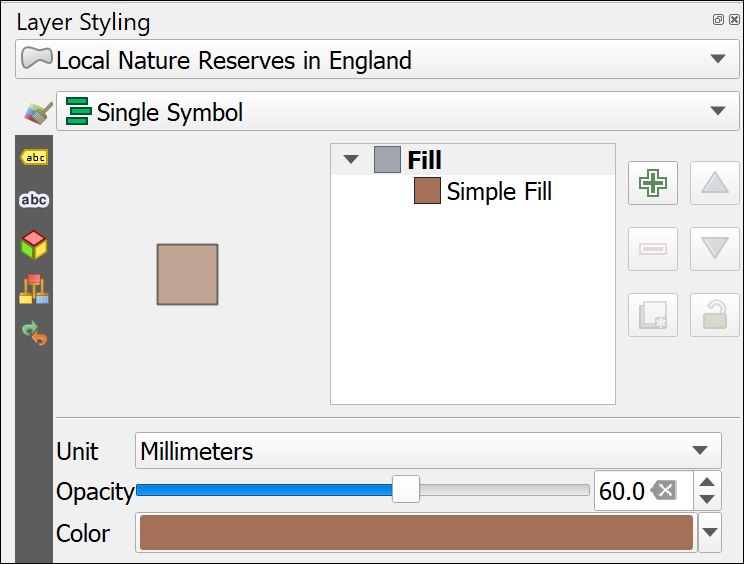 Layer Styling
Local Nature Reserves in England
Single Symbol
abc
abc
Fill
Simple Fill
Unit
Millimeters
Opacity
60.0
Color